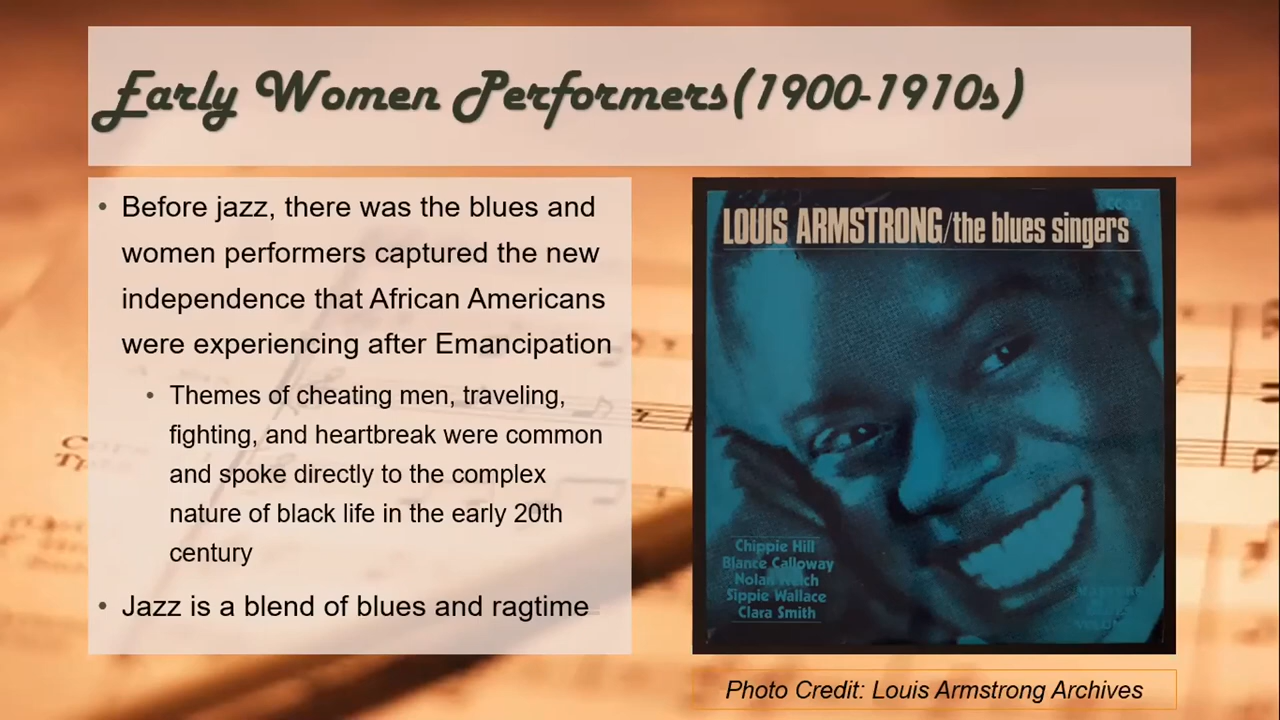 Early Women Performers(1900-1910s)
• Before jazz, there was the blues and
women performers captured the new
independence that African Americans
were experiencing after Emancipation
• Themes of cheating men, traveling,
fighting, and heartbreak were common
and spoke directly to the complex
nature of black life in the early 20th
century
• Jazz is a blend of blues and ragtime
LOUIS ARMSTRONG/the blues singers
Chippie Hill
Blance Calloway
Nolan Welch
Sippie Wallace
Clara Smith
Photo Credit: Louis Armstrong Archives